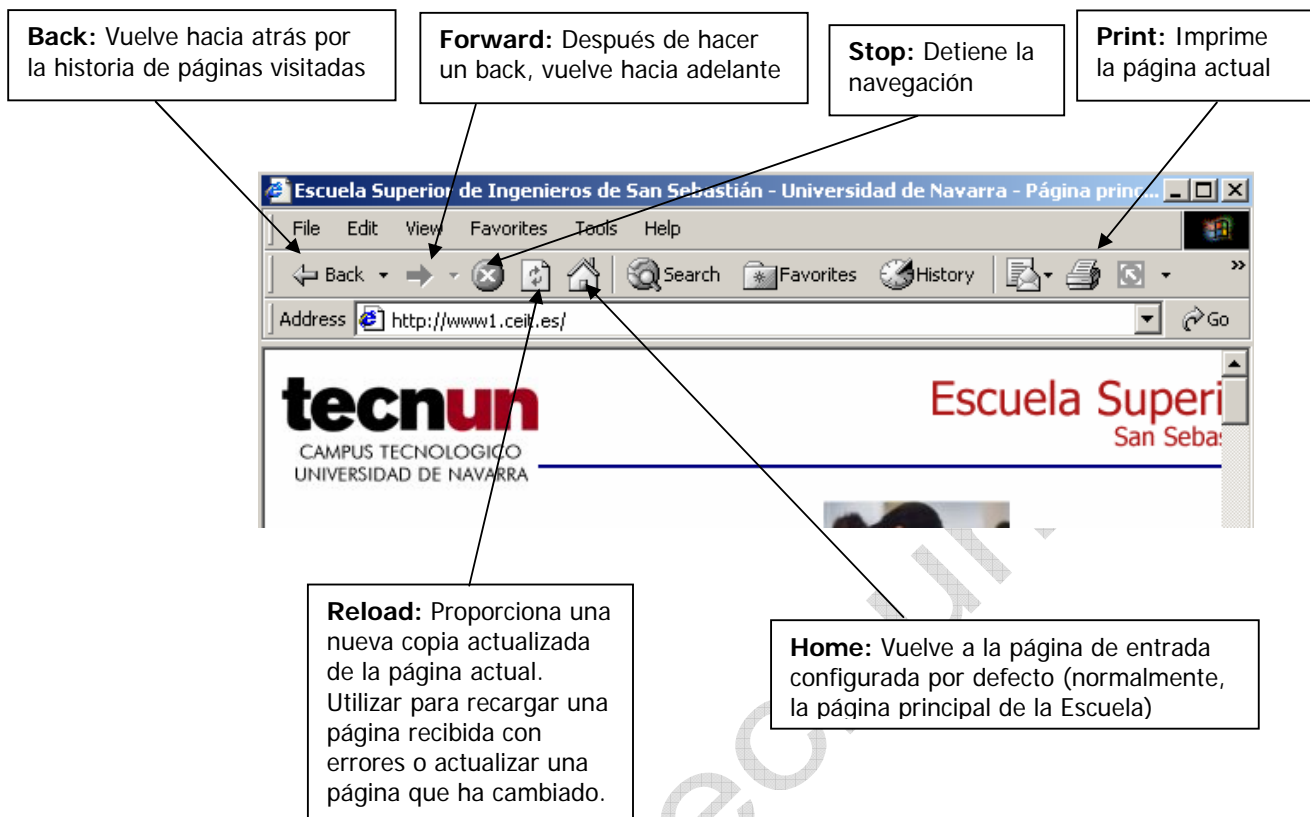 Back: Vuelve hacia atrás por
la historia de páginas visitadas
Forward: Después de hacer
un back, vuelve hacia adelante
Stop: Detiene la
navegación
Print: Imprime
la página actual
Escuela Superior de Ingenieros de San Sebastián - Universidad de Navarra - Página princ...
File Edit View Favorites Tools Help
Back Search Favorites History »
Address http://www1.ceit.es/ Go
tecnun
CAMPUS TECNOLOGICO
UNIVERSIDAD DE NAVARRA
Escuela Superi
San Sebas
Reload: Proporciona una
nueva copia actualizada
de la página actual.
Utilizar para recargar una
página recibida con
errores o actualizar una
página que ha cambiado.
Home: Vuelve a la página de entrada
configurada por defecto (normalmente,
la página principal de la Escuela)